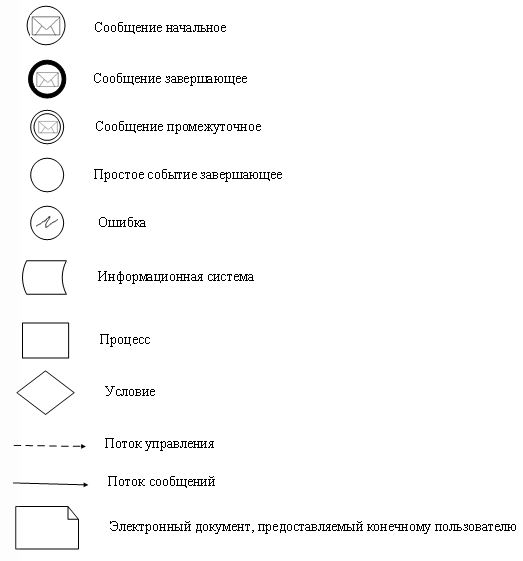 Сообщение начальное
Сообщение завершающее
Сообщение промежуточное
Простое событие завершающее
Ошибка
Информационная система
Процесс
Условие
Поток управления
Поток сообщений
Электронный документ, предоставляемый конечному пользователю